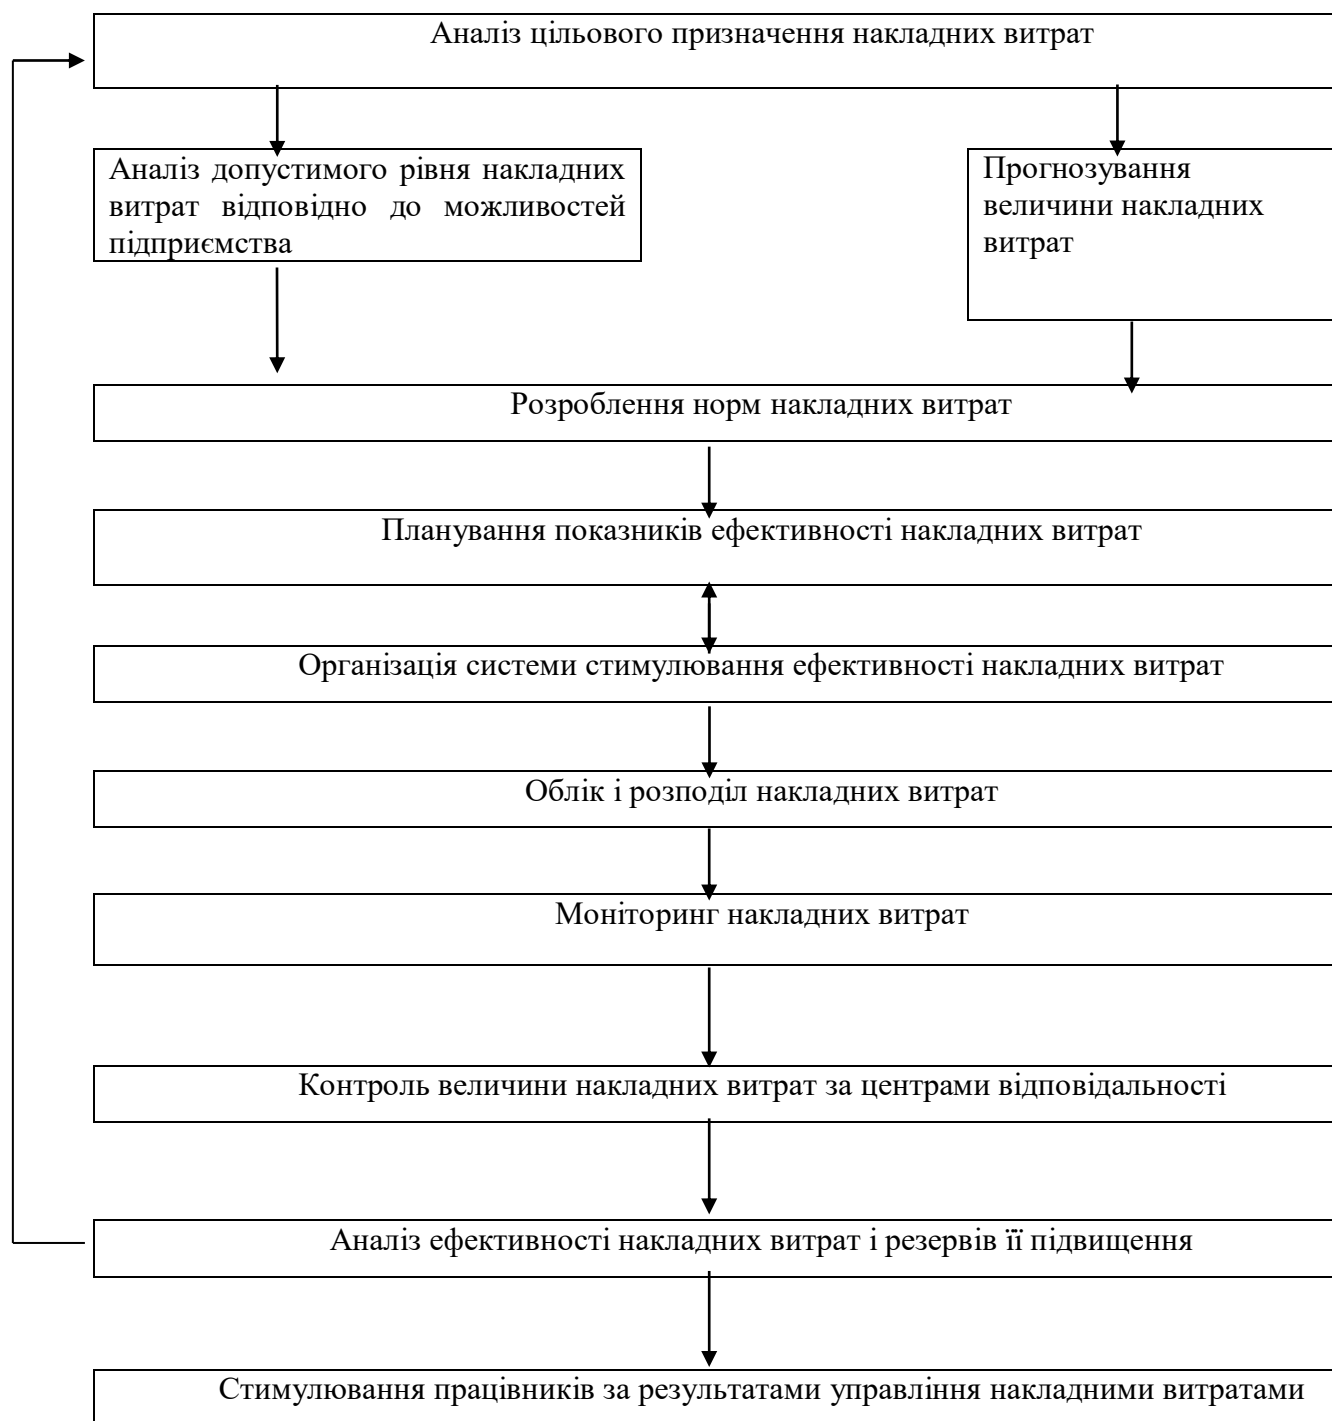 Аналіз цільового призначення накладних витрат
Аналіз допустимого рівня накладних
витрат відповідно до можливостей
підприємства
Прогнозування
величини накладних
витрат
Розроблення норм накладних витрат
Планування показників ефективності накладних витрат
Організація системи стимулювання ефективності накладних витрат
Облік і розподіл накладних витрат
Моніторинг накладних витрат
Контроль величини накладних витрат за центрами відповідальності
Аналіз ефективності накладних витрат і резервів її підвищення
Стимулювання працівників за результатами управління накладними витратами